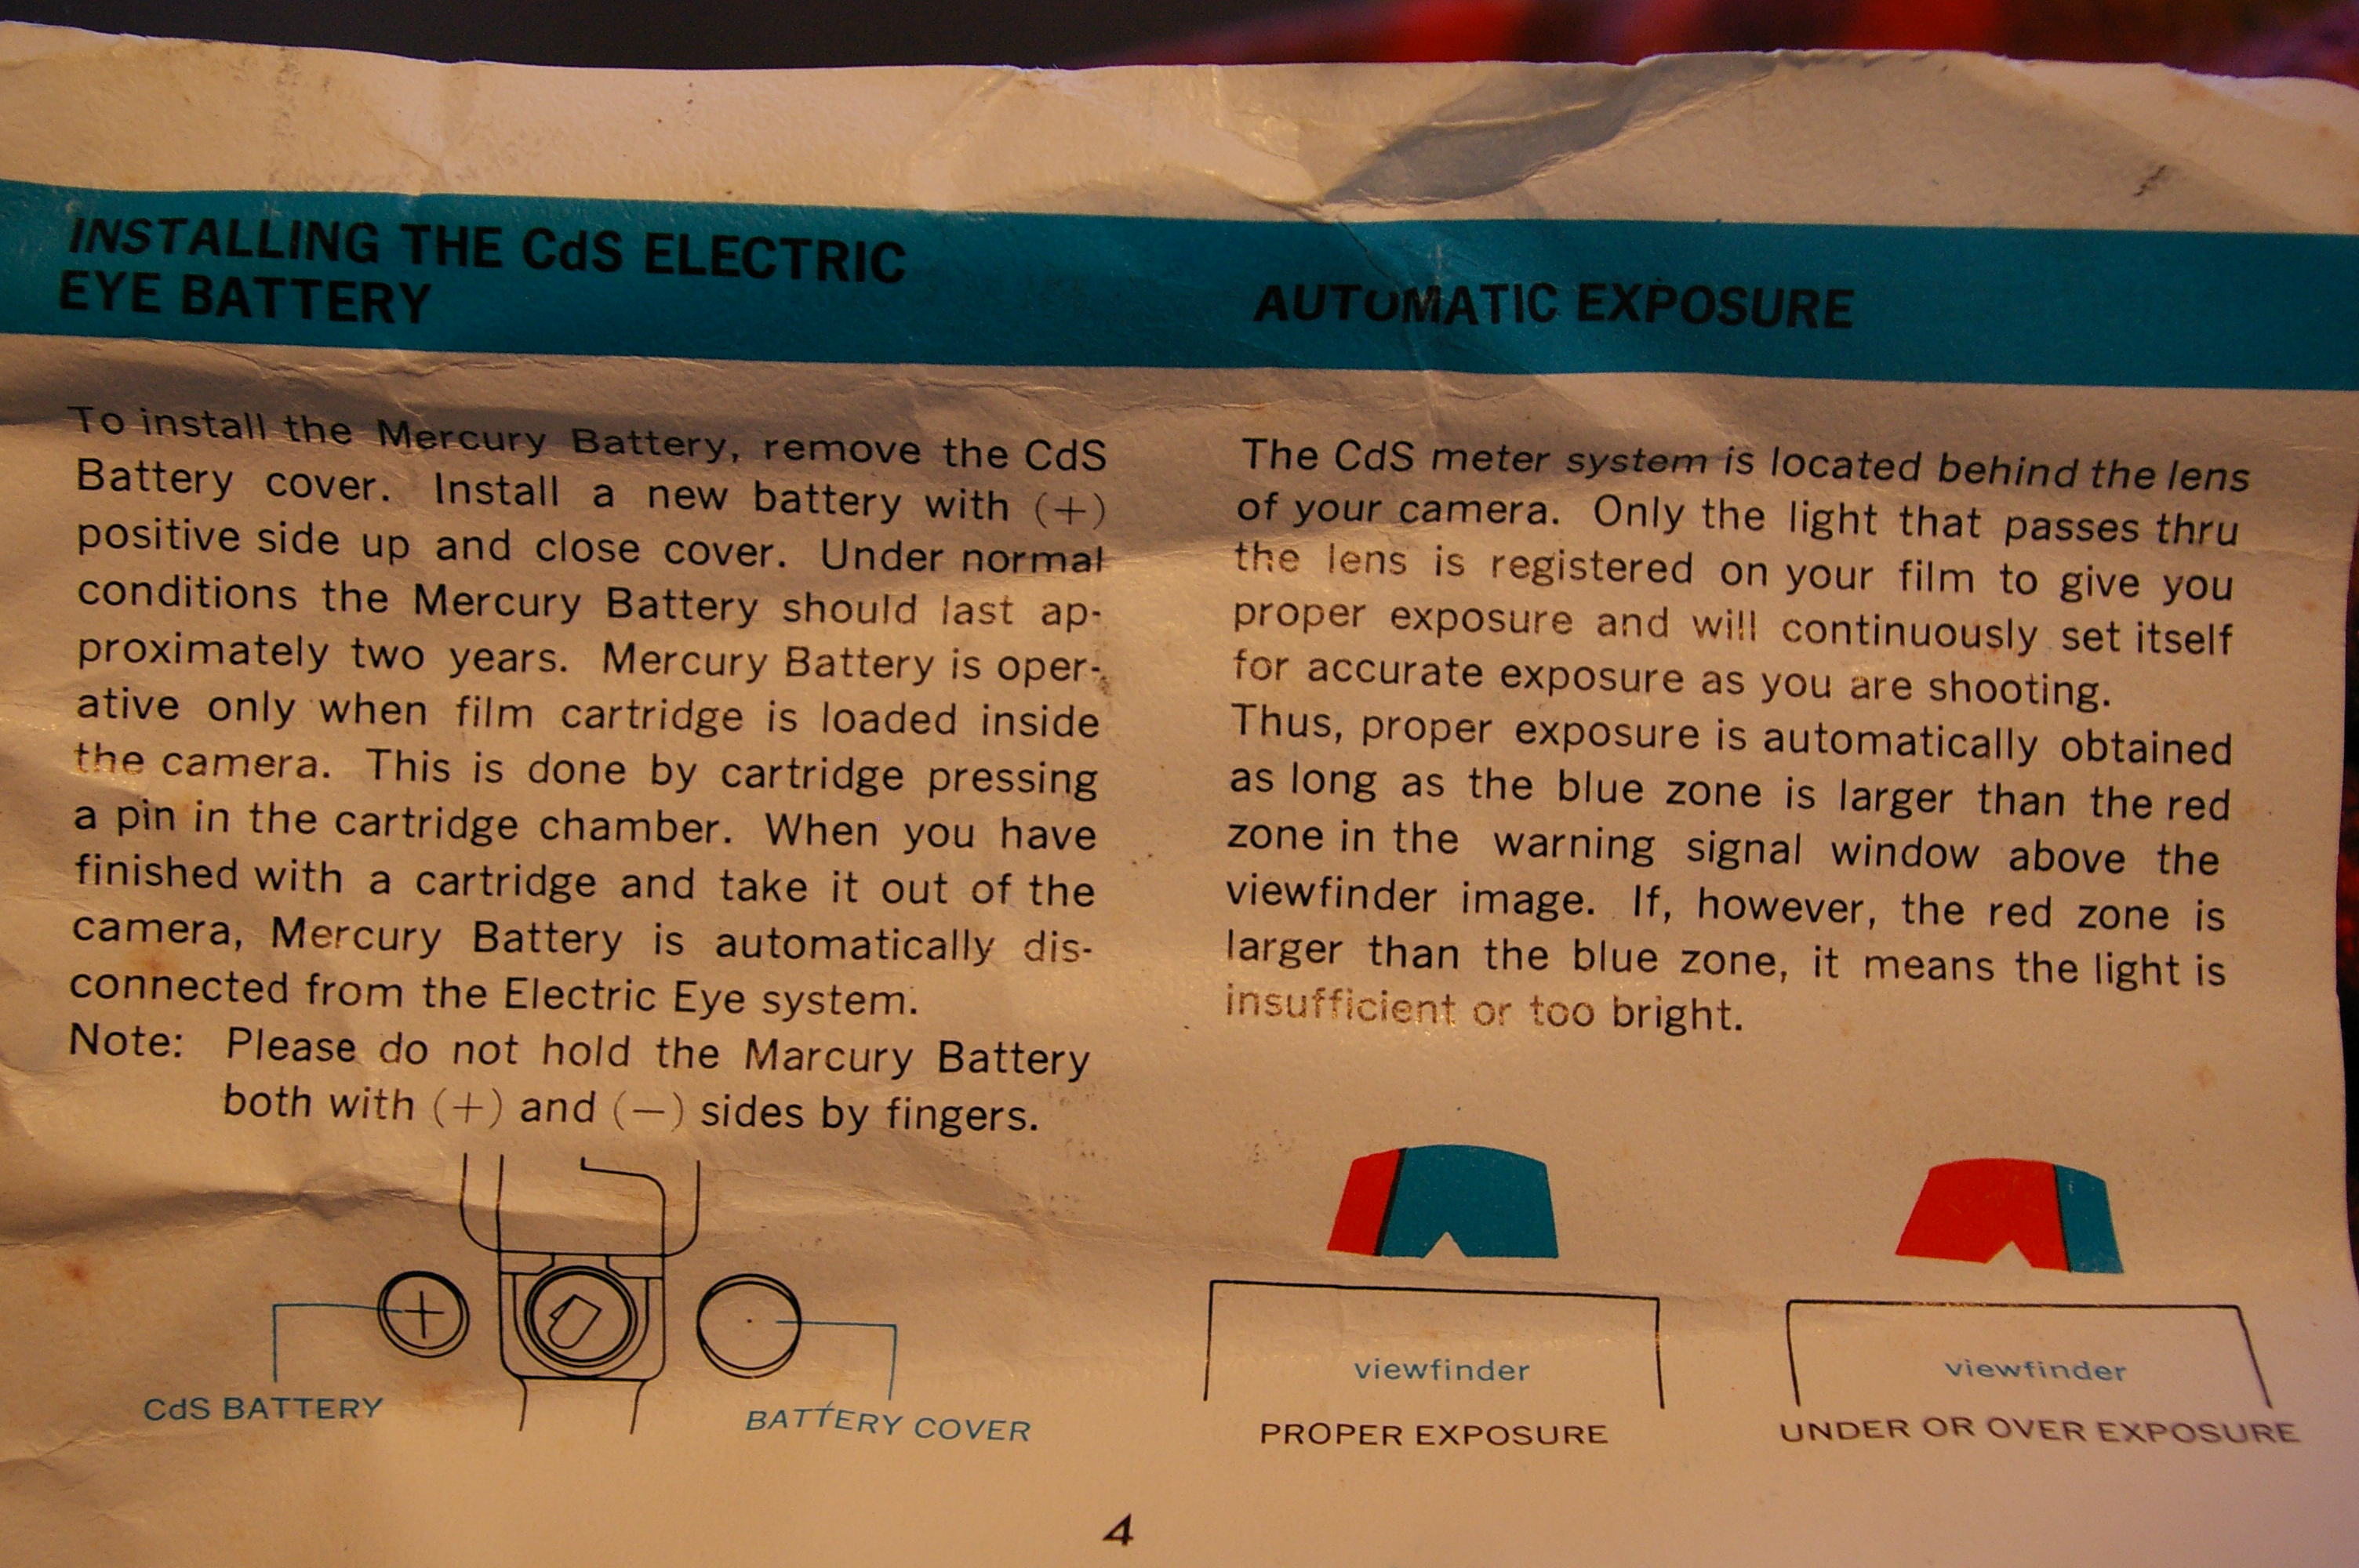 INSTALLING THE CdS ELECTRIC
EYE BATTERY
To install the Mercury Battery, remove the CdS
Battery cover. Install a new battery with (+)
positive side up and close cover. Under normal
conditions the Mercury Battery should last ap-
proximately two years. Mercury Battery is oper-
ative only when film cartridge is loaded inside
the camera. This is done by cartridge pressing
a pin in the cartridge chamber. When you have
finished with a cartridge and take it out of the
camera, Mercury Battery is automatically dis-
connected from the Electric Eye system.
Note: Please do not hold the Marcury Battery
both with (+) and (−) sides by fingers.
+
CdS BATTERY
BATTERY COVER
AUTOMATIC EXPOSURE
The CdS meter system is located behind the lens
of your camera. Only the light that passes thru
the lens is registered on your film to give you
proper exposure and will continuously set itself
for accurate exposure as you are shooting.
Thus, proper exposure is automatically obtained
as long as the blue zone is larger than the red
zone in the warning signal window above the
viewfinder image. If, however, the red zone is
larger than the blue zone, it means the light is
insufficient or too bright.
viewfinder
PROPER EXPOSURE
viewfinder
UNDER OR OVER EXPOSURE
4